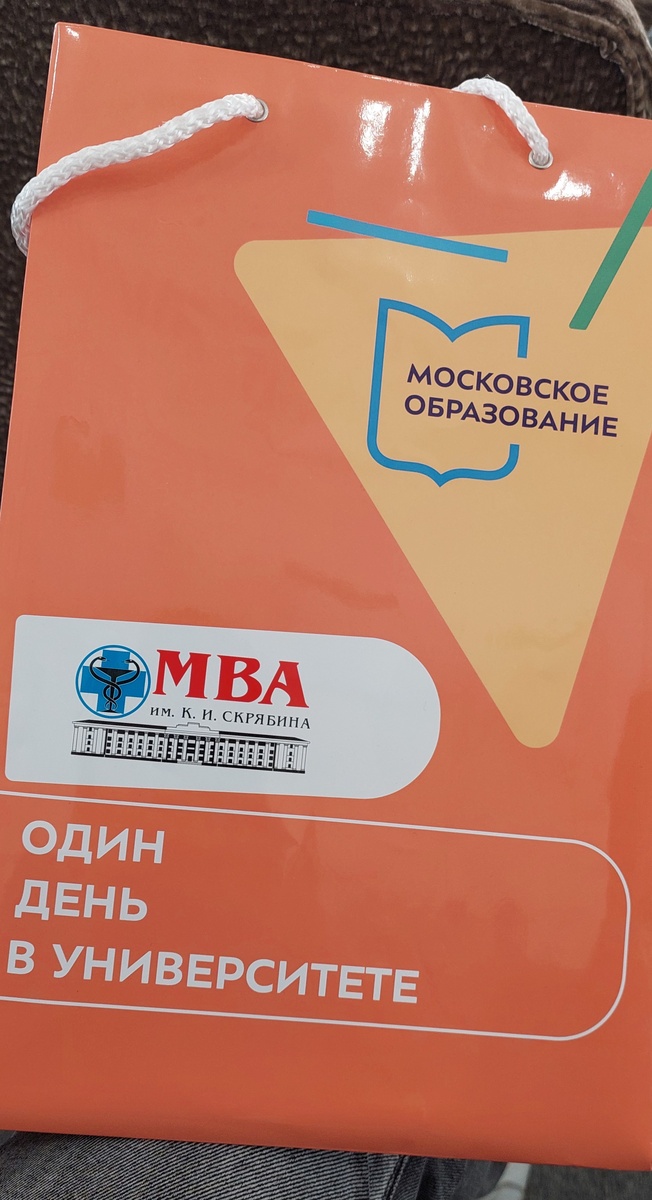 МОСКОВСКОЕ
ОБРАЗОВАНИЕ
МВА
им. К. И. СКРЯБИНА
ОДИН
ДЕНЬ
В УНИВЕРСИТЕТЕ